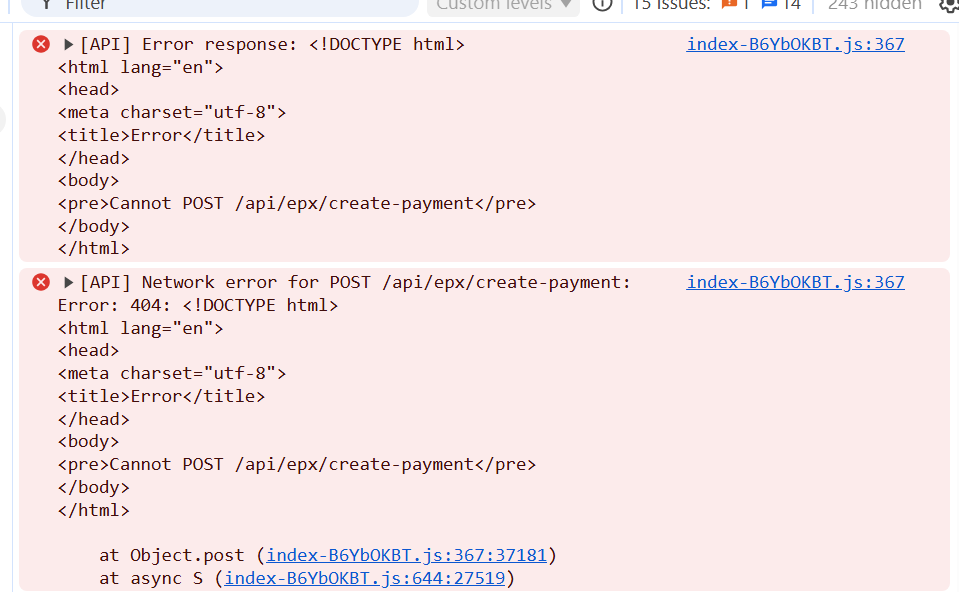 Filter Custom levels ▼ 15 Issues: 1 14 243 hidden
▶[API] Error response: <!DOCTYPE html> index-B6YbOKBT.js:367
<html lang="en">
<head>
<meta charset="utf-8">
<title>Error</title>
</head>
<body>
<pre>Cannot POST /api/epx/create-payment</pre>
</body>
</html>
▶[API] Network error for POST /api/epx/create-payment: index-B6YbOKBT.js:367
Error: 404: <!DOCTYPE html>
<html lang="en">
<head>
<meta charset="utf-8">
<title>Error</title>
</head>
<body>
<pre>Cannot POST /api/epx/create-payment</pre>
</body>
</html>
at Object.post (index-B6YbOKBT.js:367:37181)
at async S (index-B6YbOKBT.js:644:27519)